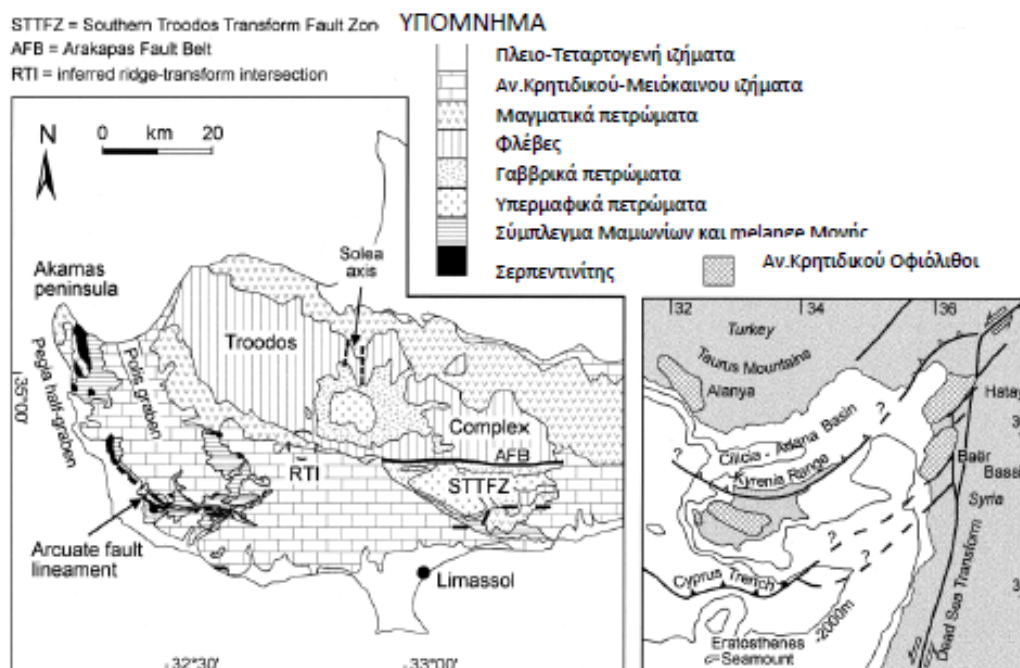 STTFZ = Southern Troodos Transform Fault Zon
AFB = Arakapas Fault Belt
RTI = inferred ridge-transform intersection
ΥΠΟΜΝΗΜΑ
Πλειο-Τεταρτογενή ιζήματα
Αν.Κρητιδικού-Μειόκαινου ιζήματα
Μαγματικά πετρώματα
Φλέβες
Γαββρικά πετρώματα
Υπερμαφικά πετρώματα
Σύμπλεγμα Μαμωνίων και melange Μονής
Σερπεντινίτης
Αν.Κρητιδικού Οφιόλιθοι
N
0 km 20
Solea
axis
Akamas
peninsula
Troodos
35°00'
Pegia half-graben
Polis graben
Complex
RTI
AFB
STTFZ
Arcuate fault
lineament
Limassol
32°30'
33°00'
32
34
36
Turkey
Taurus Mountains
Alanya
Hatay
?
Cilicia - Adana Basin
?
Kyrenia Range
Baër
Bassi
?
Syria
?
?
Cyprus Trench
-2000m
Dead Sea Transform
Eratosthenes
Seamount